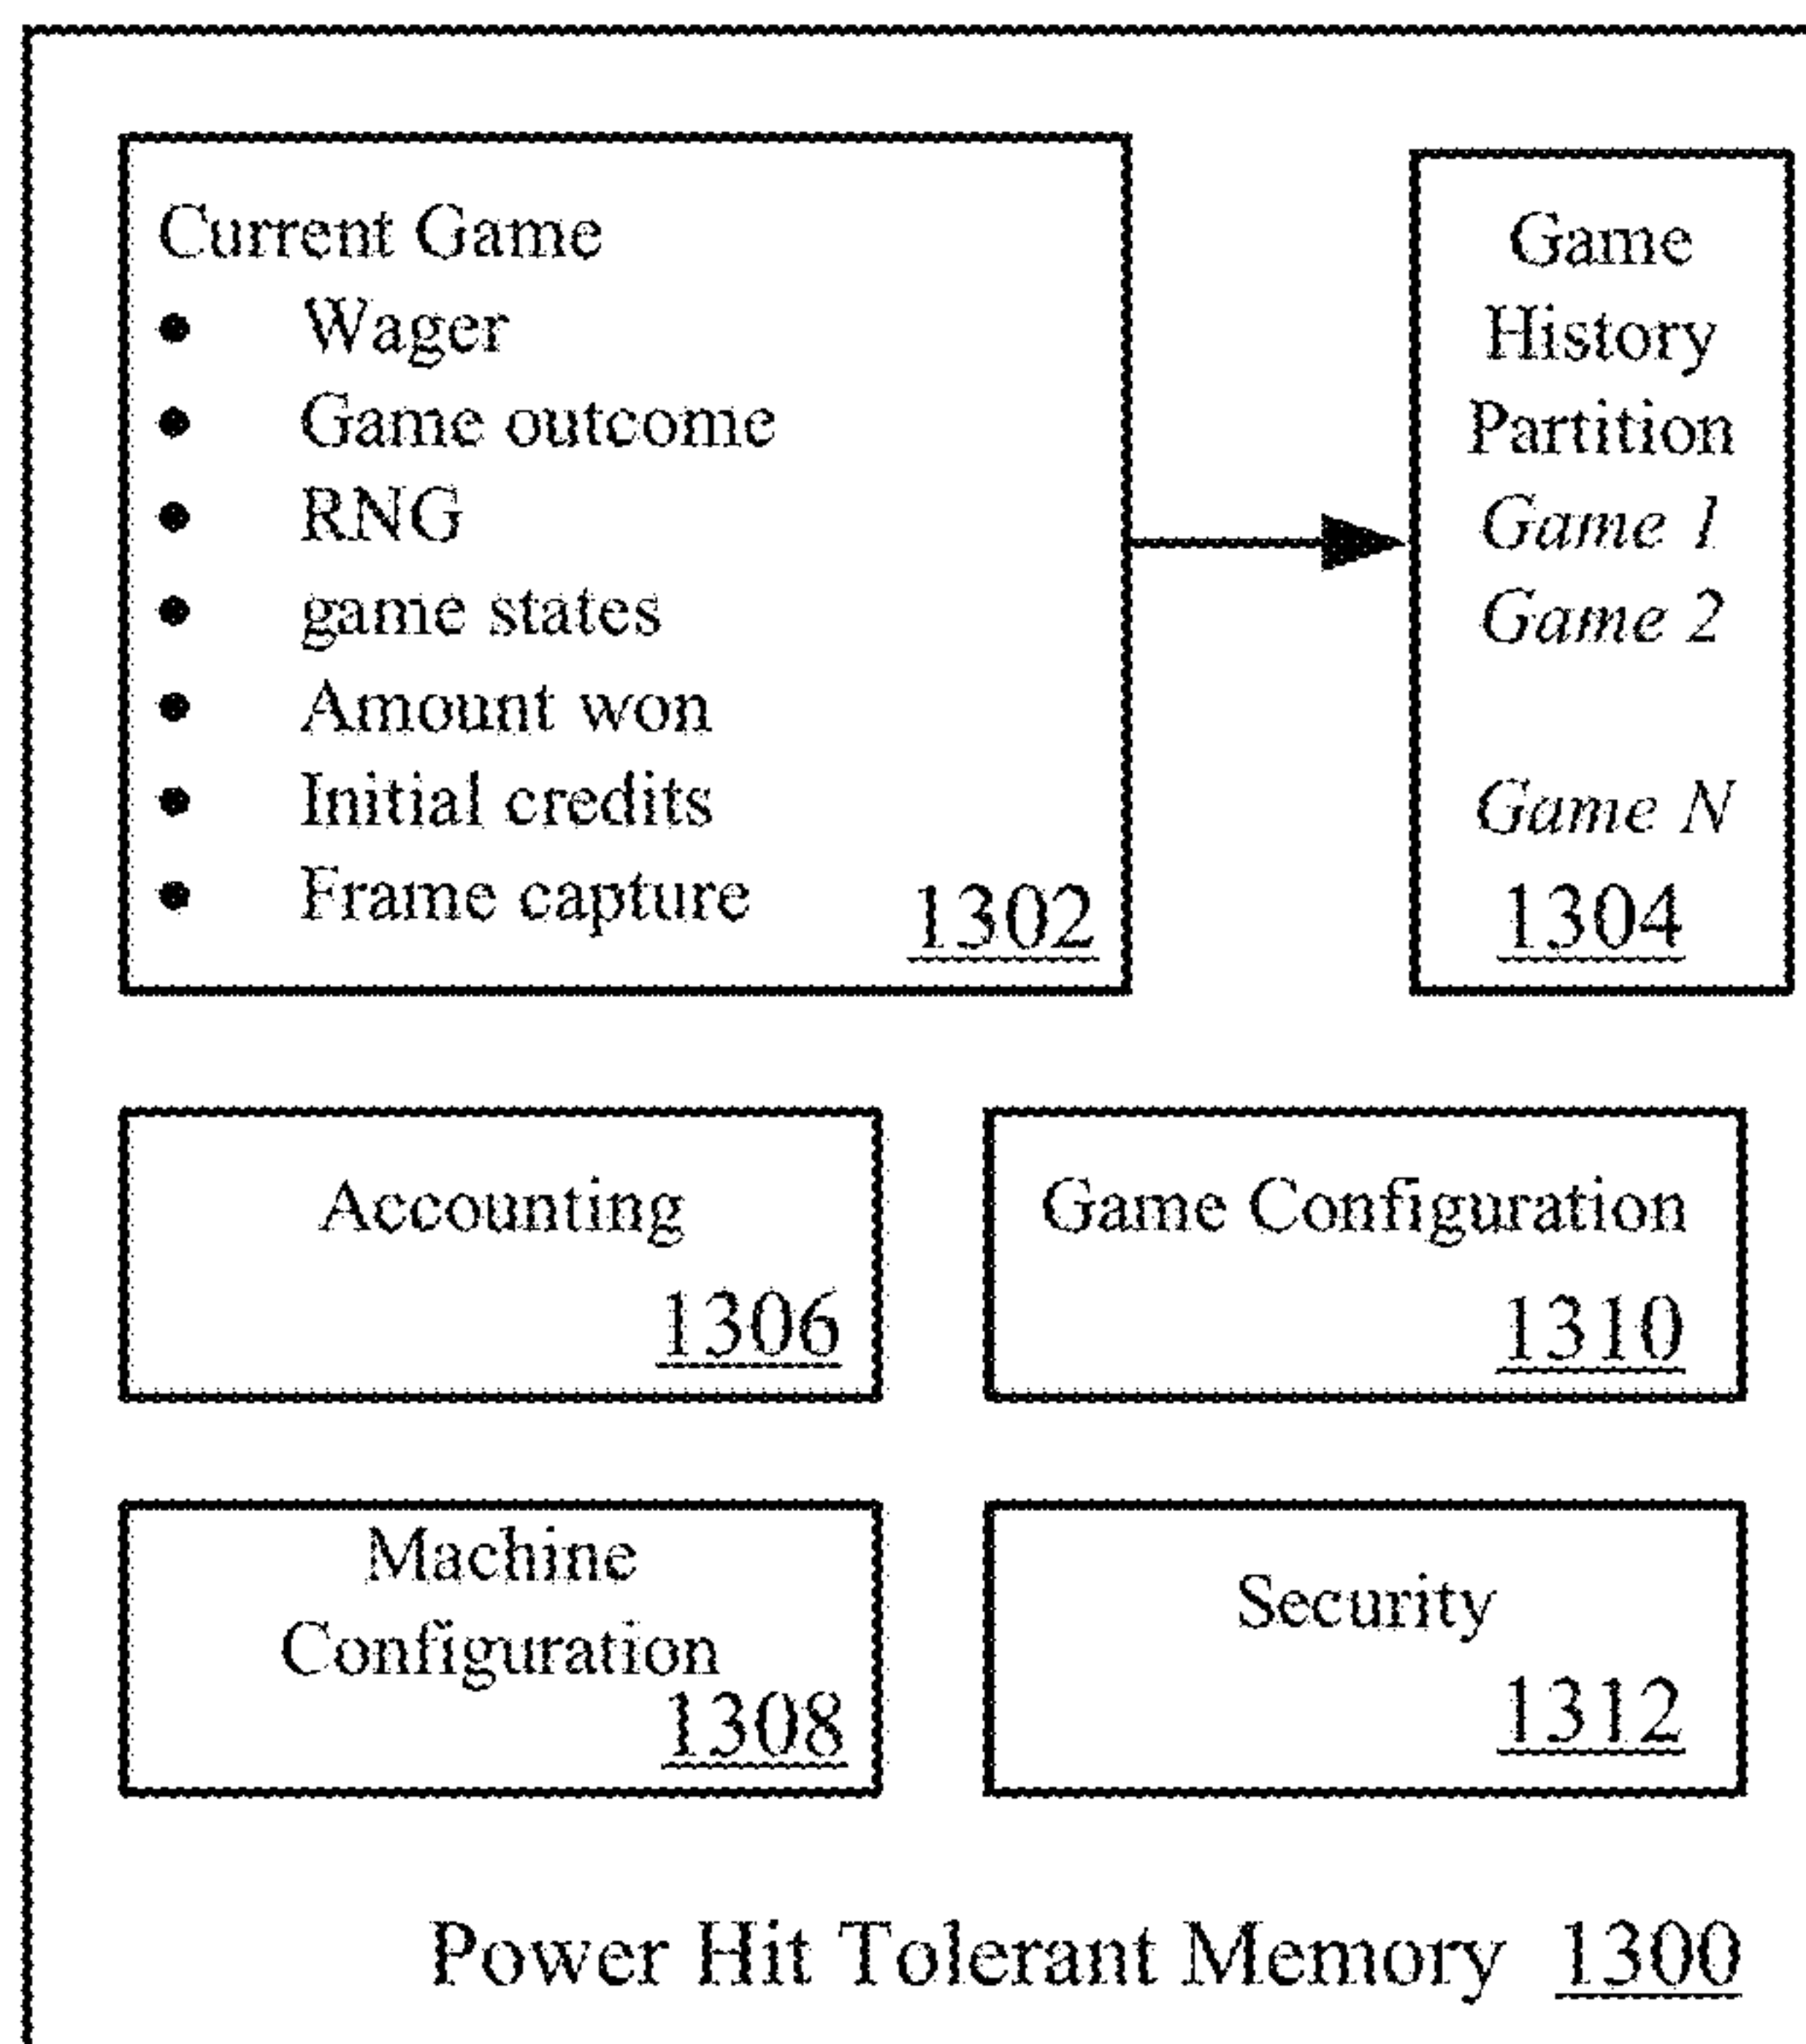 Current Game
• Wager
• Game outcome
• RNG
• game states
• Amount won
• Initial credits
• Frame capture
1302
Game
History
Partition
Game 1
Game 2
Game N
1304
Accounting
1306
Game Configuration
1310
Machine
Configuration
1308
Security
1312
Power Hit Tolerant Memory 1300